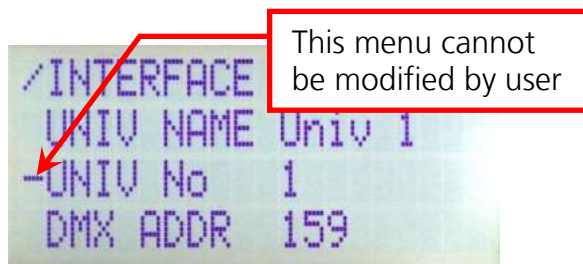 This menu cannot
be modified by user
/INTERFACE
UNIV NAME Univ 1
-UNIV No 1
DMX ADDR 159